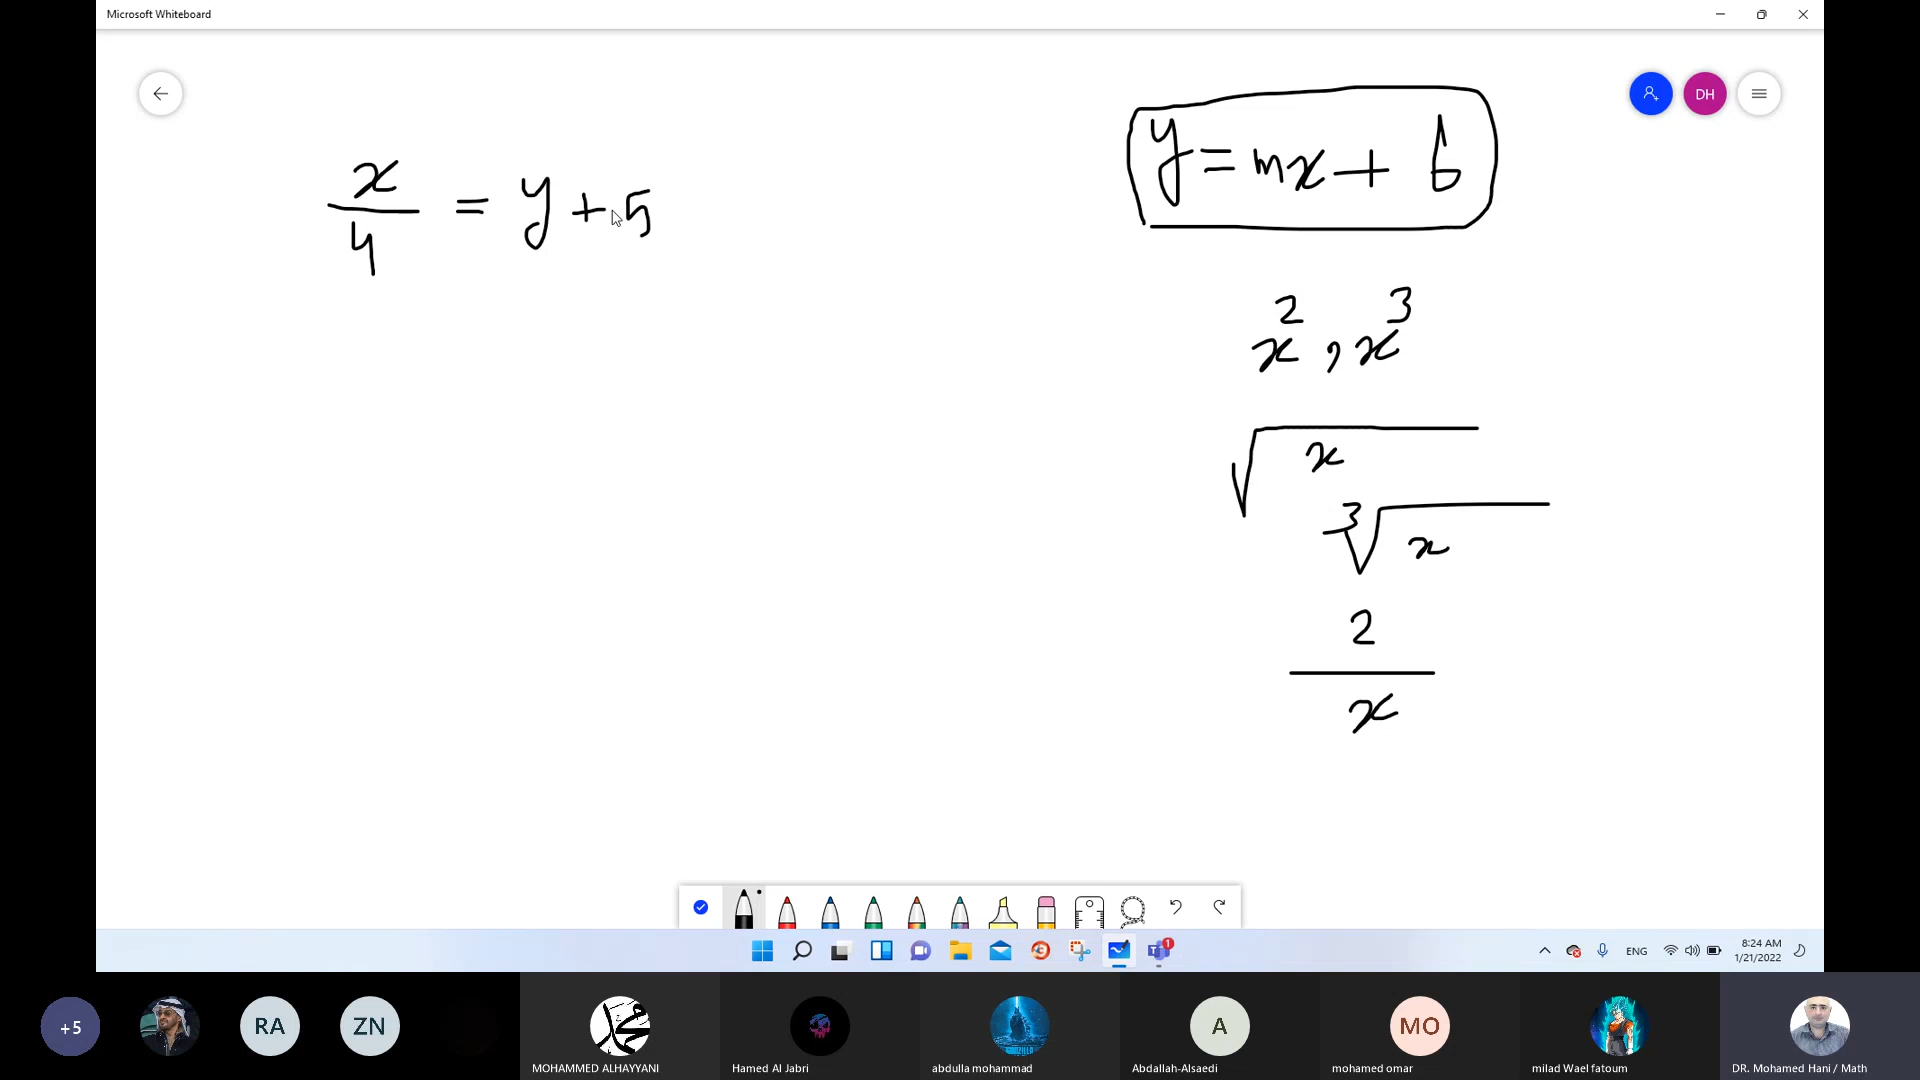 Microsoft Whiteboard
DH
x/4 = y + 5
y = mx + b
x², x³
√x
³√x
2/x
1
ENG
8:24 AM
1/21/2022
+5
RA
ZN
A
MO
MOHAMMED ALHAYYANI
Hamed Al Jabri
abdulla mohammad
Abdallah-Alsaedi
mohamed omar
milad Wael fatoum
DR. Mohamed Hani / Math